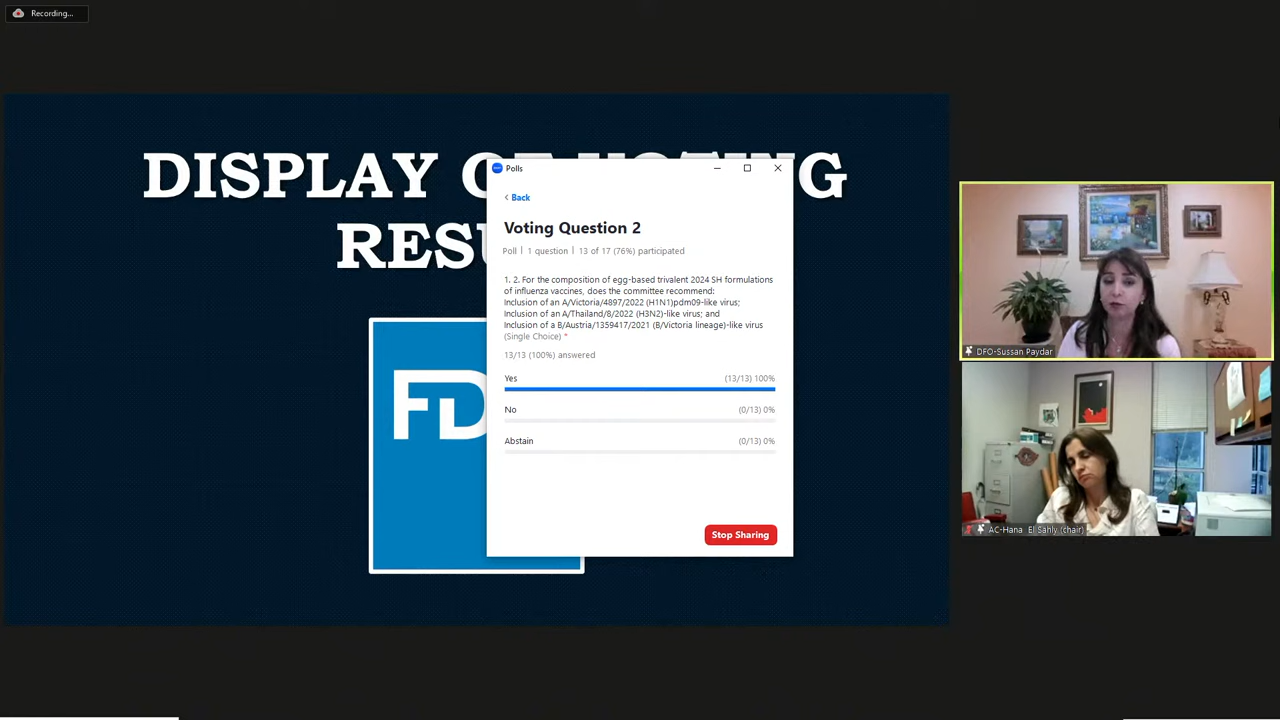 Recording...
DISPLAY OF VOTING
RESU
FD
Polls
Back
Voting Question 2
Poll | 1 question | 13 of 17 (76%) participated
1. 2. For the composition of egg-based trivalent 2024 SH formulations
of influenza vaccines, does the committee recommend:
Inclusion of an A/Victoria/4897/2022 (H1N1)pdm09-like virus;
Inclusion of an A/Thailand/8/2022 (H3N2)-like virus; and
Inclusion of a B/Austria/1359417/2021 (B/Victoria lineage)-like virus
(Single Choice) *
13/13 (100%) answered
Yes (13/13) 100%
No (0/13) 0%
Abstain (0/13) 0%
Stop Sharing
DFO-Sussan Paydar
AC-Hana El Sahly (chair)